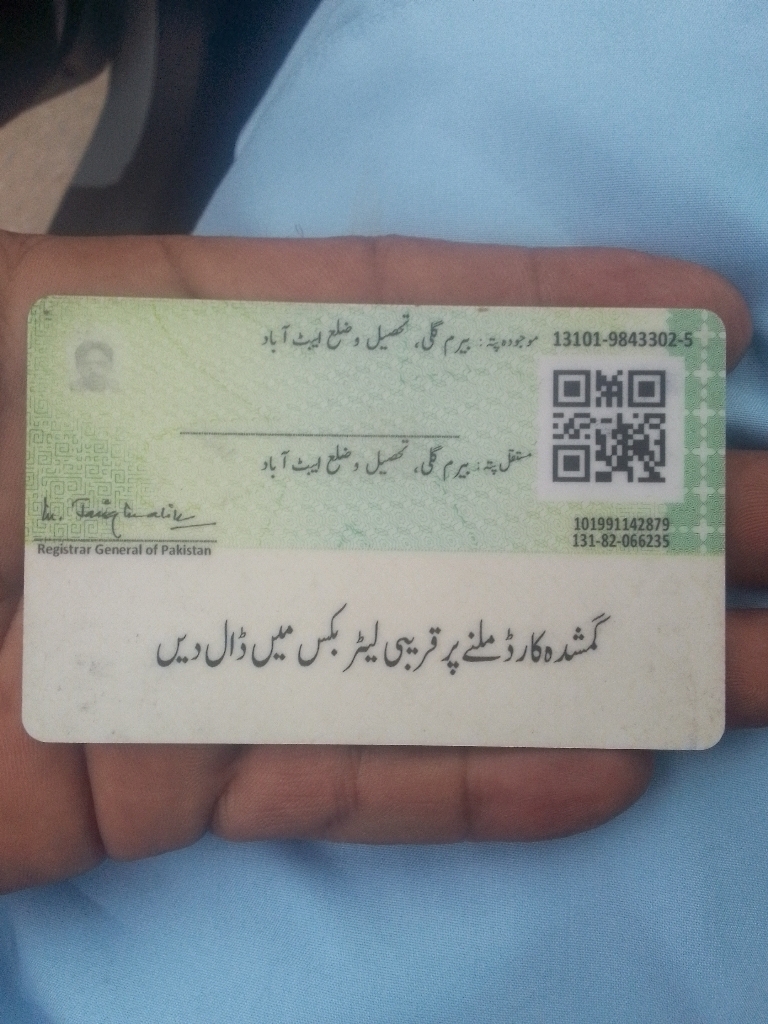 13101-9843302-5
موجودہ پتہ: بیرم گلی، تحصیل و ضلع ایبٹ آباد
مستقل پتہ: بیرم گلی، تحصیل و ضلع ایبٹ آباد
101991142879
131-82-066235
Registrar General of Pakistan
گمشدہ کارڈ ملنے پر قریبی لیٹر بکس میں ڈال دیں